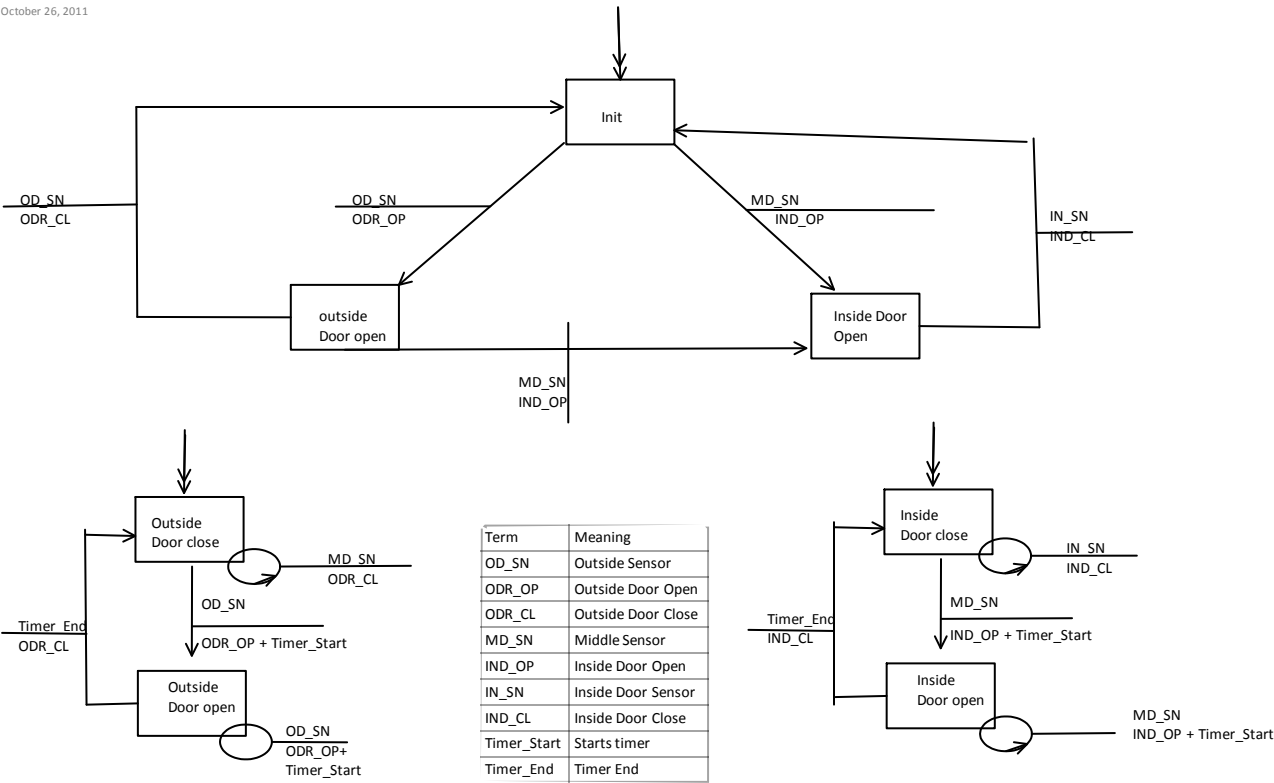 October 26, 2011
Init
OD_SN
ODR_CL
OD_SN
ODR_OP
MD_SN
IND_OP
IN_SN
IND_CL
outside
Door open
Inside Door
Open
MD_SN
IND_OP
Outside
Door close
MD_SN
ODR_CL
OD_SN
ODR_OP + Timer_Start
Timer_End
ODR_CL
Outside
Door open
OD_SN
ODR_OP+
Timer_Start
Term Meaning
OD_SN Outside Sensor
ODR_OP Outside Door Open
ODR_CL Outside Door Close
MD_SN Middle Sensor
IND_OP Inside Door Open
IN_SN Inside Door Sensor
IND_CL Inside Door Close
Timer_Start Starts timer
Timer_End Timer End
Inside
Door close
IN_SN
IND_CL
MD_SN
IND_OP + Timer_Start
Timer_End
IND_CL
Inside
Door open
MD_SN
IND_OP + Timer_Start